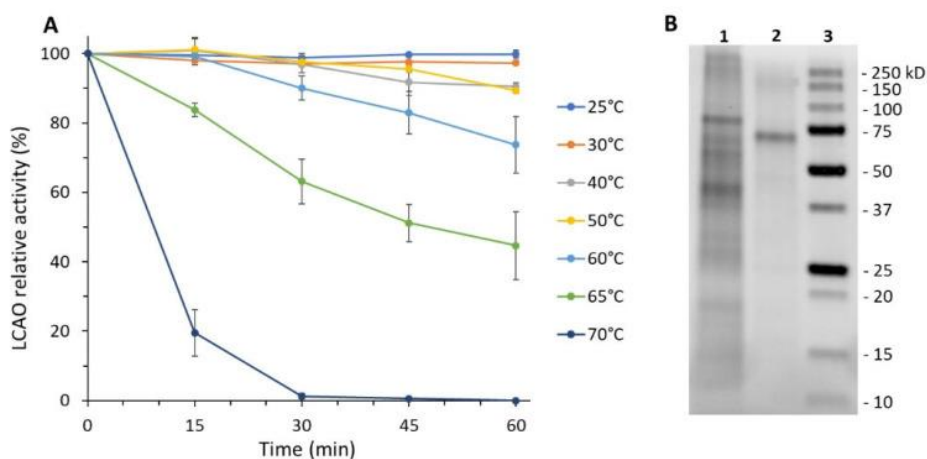 A
LCAO relative activity (%)
100
80
60
40
20
0
0 15 30 45 60
Time (min)
25°C
30°C
40°C
50°C
60°C
65°C
70°C
B
1 2 3
- 250 kD
- 150
- 100
- 75
- 50
- 37
- 25
- 20
- 15
- 10